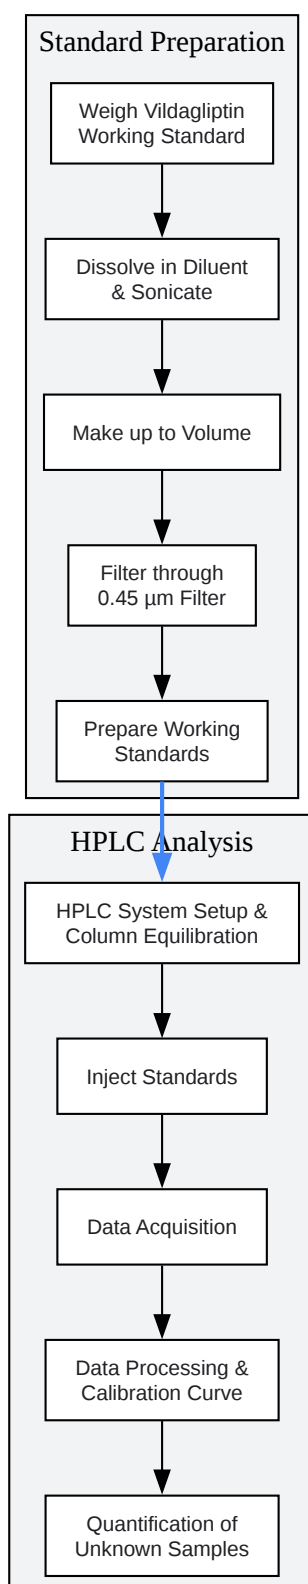 Standard Preparation
Weigh Vildagliptin
Working Standard
Dissolve in Diluent
& Sonicate
Make up to Volume
Filter through
0.45 µm Filter
Prepare Working
Standards
HPLC Analysis
HPLC System Setup &
Column Equilibration
Inject Standards
Data Acquisition
Data Processing &
Calibration Curve
Quantification of
Unknown Samples